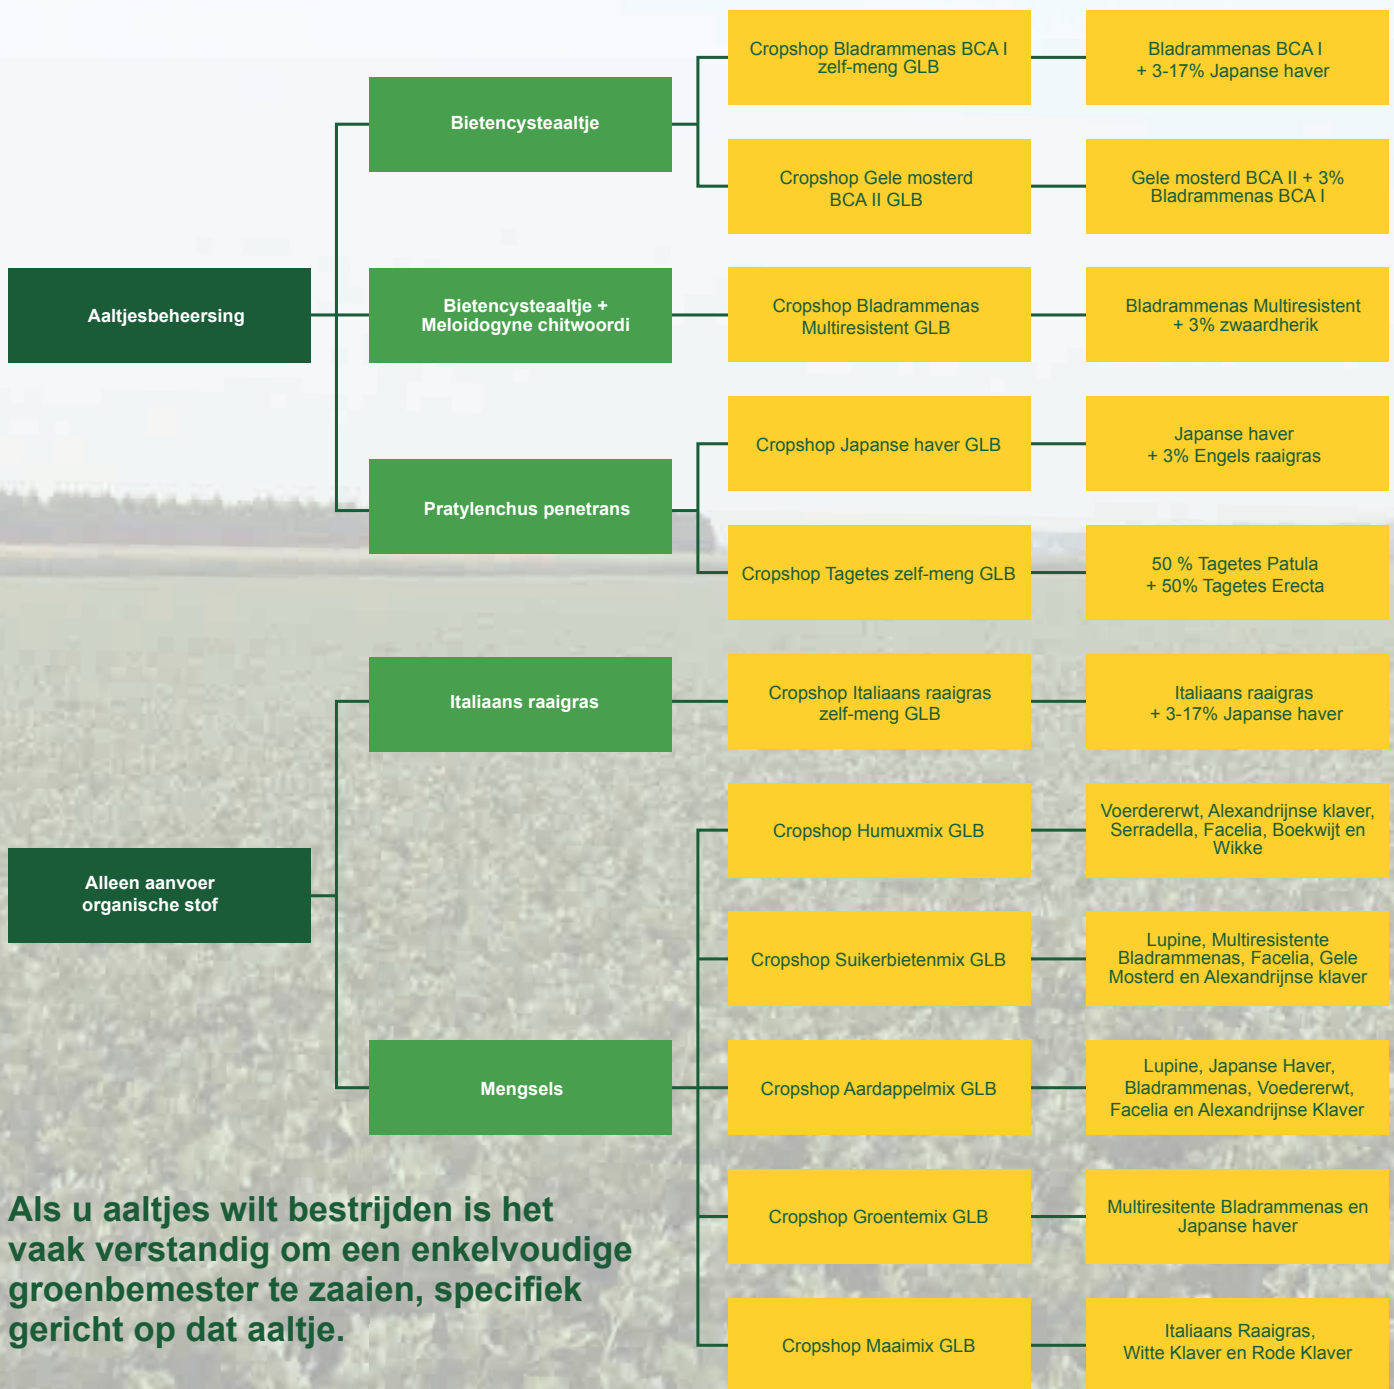 Aaltjesbeheersing
Bietencysteaaltje
Cropshop Bladrammenas BCA I
zelf-meng GLB
Bladrammenas BCA I
+ 3-17% Japanse haver
Cropshop Gele mosterd
BCA II GLB
Gele mosterd BCA II + 3%
Bladrammenas BCA I
Bietencysteaaltje +
Meloidogyne chitwoordi
Cropshop Bladrammenas
Multiresistent GLB
Bladrammenas Multiresistent
+ 3% zwaardherik
Pratylenchus penetrans
Cropshop Japanse haver GLB
Japanse haver
+ 3% Engels raaigras
Cropshop Tagetes zelf-meng GLB
50 % Tagetes Patula
+ 50% Tagetes Erecta
Alleen aanvoer
organische stof
Italiaans raaigras
Cropshop Italiaans raaigras
zelf-meng GLB
Italiaans raaigras
+ 3-17% Japanse haver
Mengsels
Cropshop Humuxmix GLB
Voerdererwt, Alexandrijnse klaver,
Serradella, Facelia, Boekwijt en
Wikke
Cropshop Suikerbietenmix GLB
Lupine, Multiresistente
Bladrammenas, Facelia, Gele
Mosterd en Alexandrijnse klaver
Cropshop Aardappelmix GLB
Lupine, Japanse Haver,
Bladrammenas, Voedererwt,
Facelia en Alexandrijnse Klaver
Cropshop Groentemix GLB
Multiresitente Bladrammenas en
Japanse haver
Cropshop Maaimix GLB
Italiaans Raaigras,
Witte Klaver en Rode Klaver
Als u aaltjes wilt bestrijden is het
vaak verstandig om een enkelvoudige
groenbemester te zaaien, specifiek
gericht op dat aaltje.